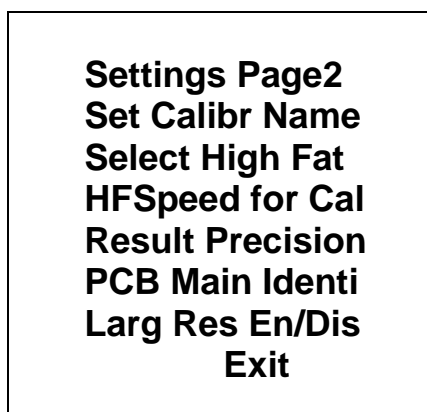 Settings Page2
Set Calibr Name
Select High Fat
HFSpeed for Cal
Result Precision
PCB Main Identi
Larg Res En/Dis
Exit